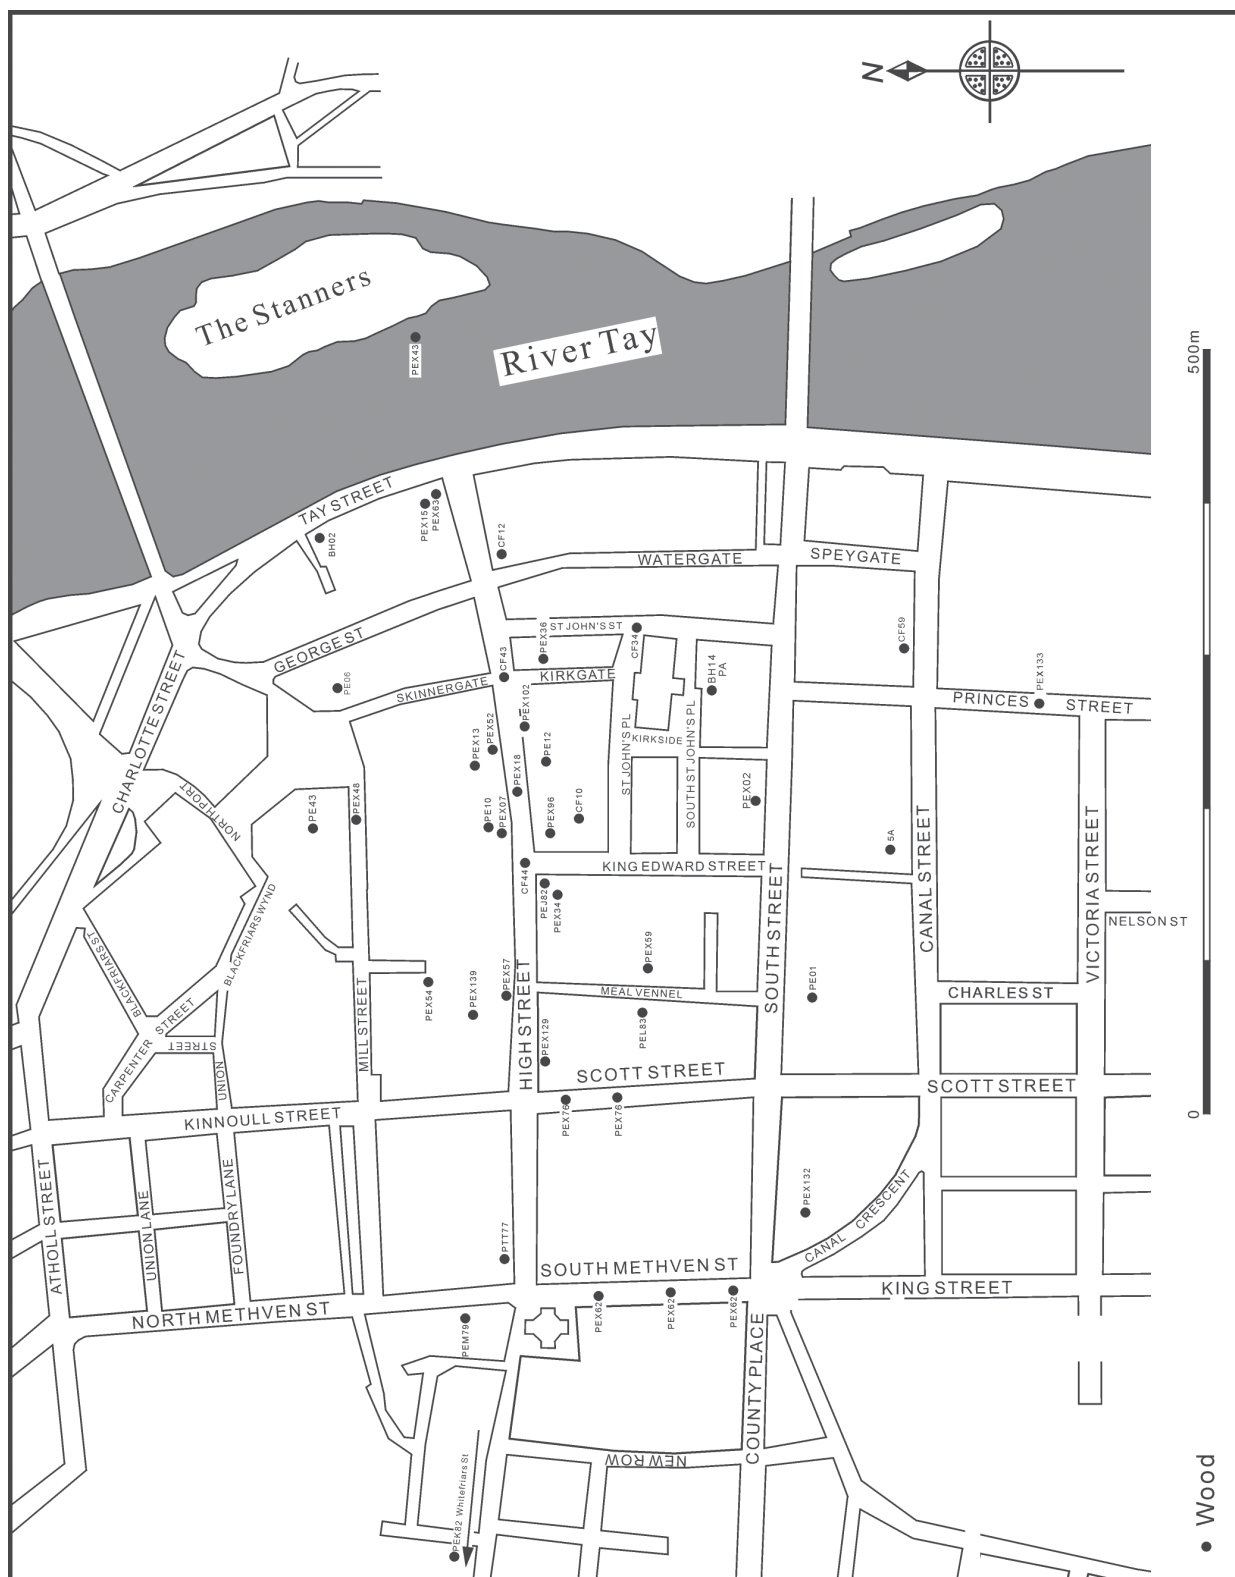 N
The Stanners
River Tay
PEX43
500m
0
TAY STREET
PEX15
PEX63
BH02
CF12
WATERGATE
SPEYGATE
GEORGE ST
PE06
SKINNERGATE
CF43
PEX36
ST JOHN'S ST
CF34
KIRKGATE
CF59
BH14
PA
PEX133
PRINCES STREET
CHARLOTTE STREET
NORTH PORT
PE43
PEX48
PEX13
PEX52
PEX102
PE12
PEX18
PE10
PEX07
PEX96
CF10
ST JOHN'S PL
KIRKSIDE
SOUTH ST JOHN'S PL
PEX02
5A
CF44
KING EDWARD STREET
PEJ82
PEX34
BLACKFRIARS ST
BLACKFRIARS WYND
PEX54
PEX139
PEX57
PEX59
MEAL VENNEL
SOUTH STREET
PE01
CANAL STREET
VICTORIA STREET
NELSON ST
CHARLES ST
CARPENTER STREET
UNION STREET
MILL STREET
HIGH STREET
PEX129
PEL83
SCOTT STREET
SCOTT STREET
KINNOULL STREET
PEX76
PEX76
ATHOLL STREET
UNION LANE
FOUNDRY LANE
PTT77
PEX132
CANAL CRESCENT
SOUTH METHVEN ST
KING STREET
NORTH METHVEN ST
PEM79
PEX62
PEX62
PEX62
COUNTY PLACE
NEW ROW
PEK82 Whitefriars St
Wood